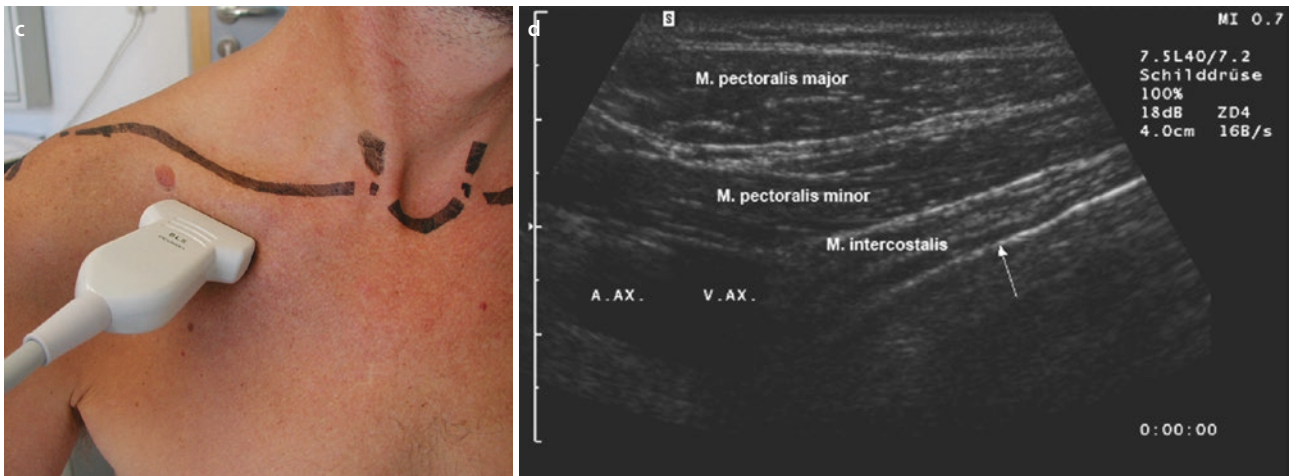 c
d
S
MI 0.7
7.5L40/7.2
Schilddrüse
100%
18dB ZD4
4.0cm 16B/s
M. pectoralis major
M. pectoralis minor
M. intercostalis
A.AX. V.AX.
0:00:00